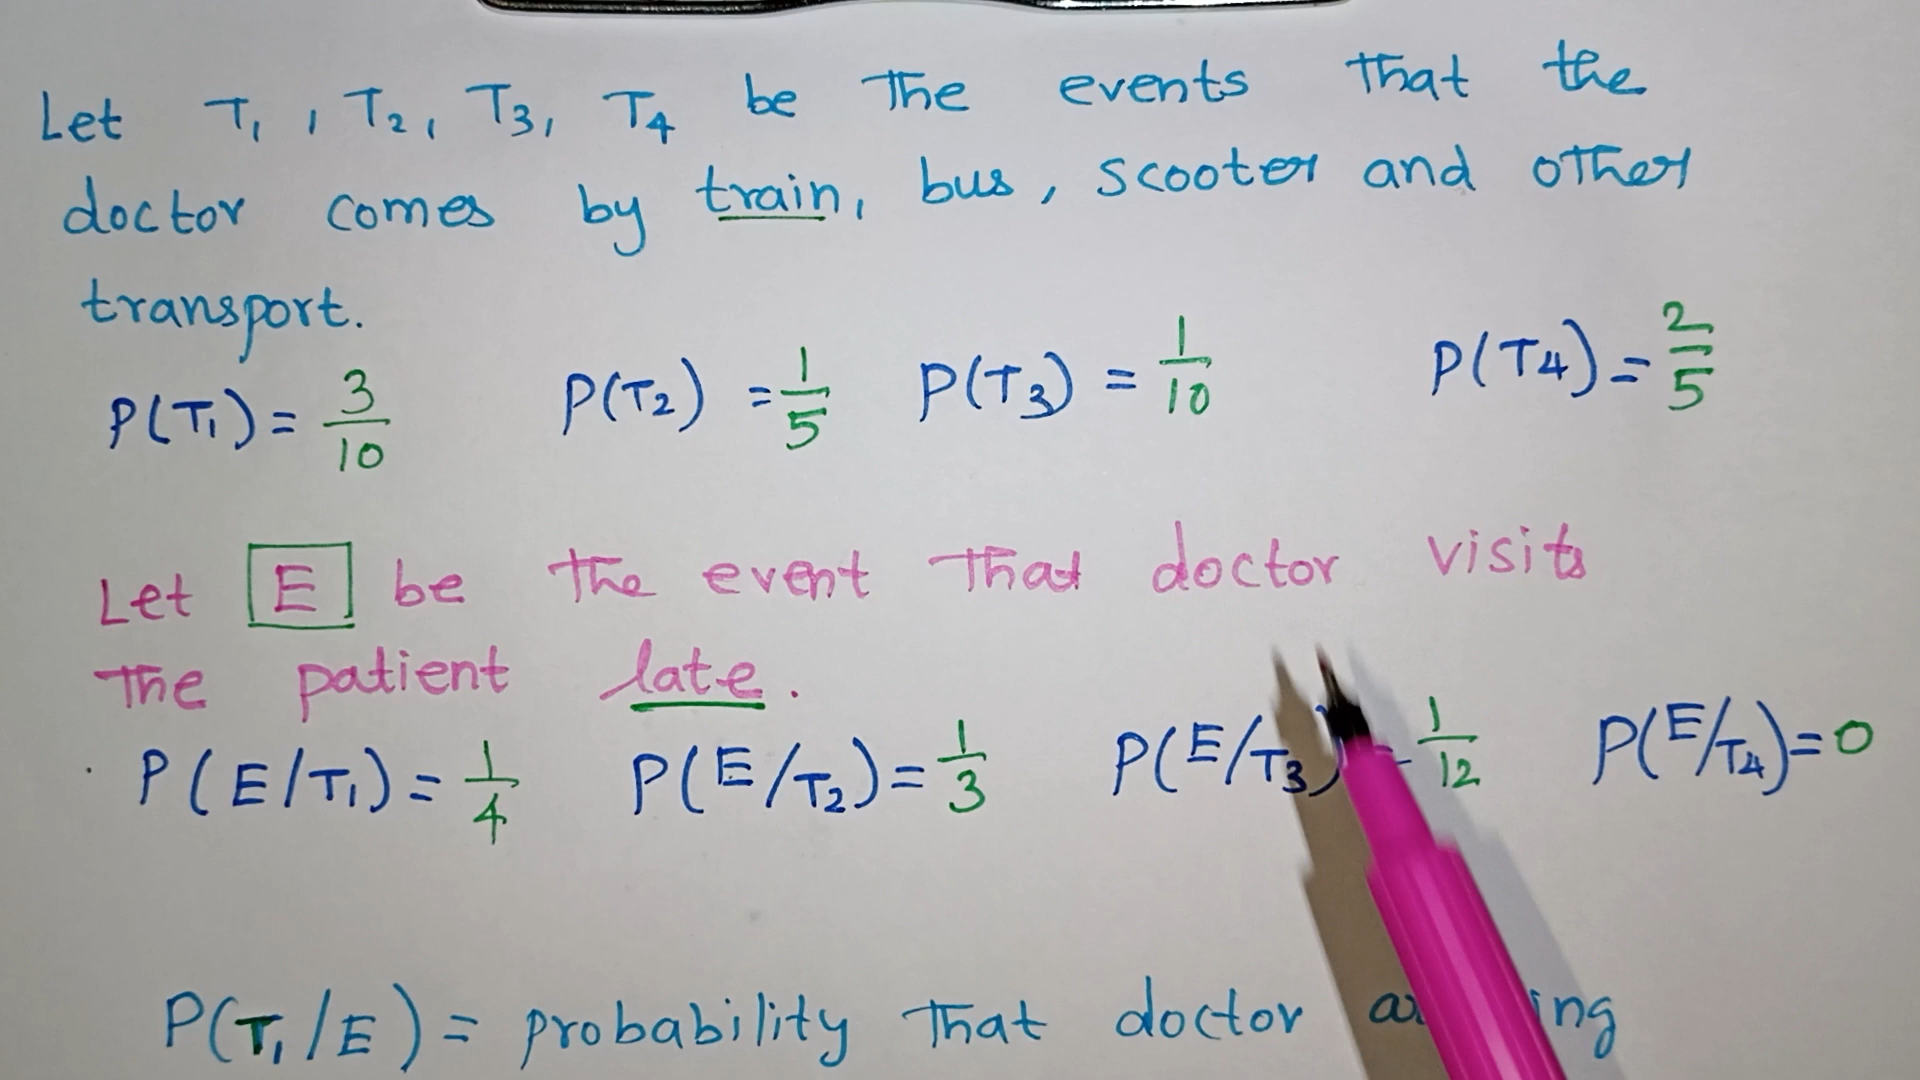 Let T1, T2, T3, T4 be the events that the
doctor comes by train, bus, scooter and other
transport.
P(T1) = 3/10 P(T2) = 1/5 P(T3) = 1/10 P(T4) = 2/5
Let E be the event that doctor visits
the patient late.
P(E/T1) = 1/4 P(E/T2) = 1/3 P(E/T3) = 1/12 P(E/T4) = 0
P(T1/E) = probability that doctor